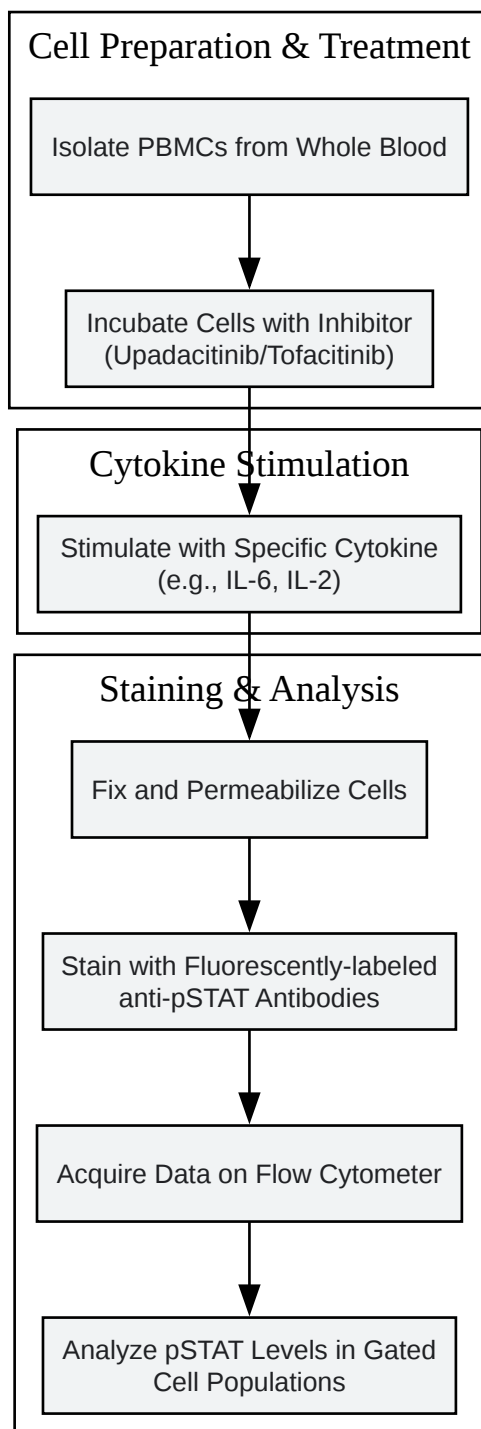 Cell Preparation & Treatment
Isolate PBMCs from Whole Blood
Incubate Cells with Inhibitor
(Upadacitinib/Tofacitinib)
Cytokine Stimulation
Stimulate with Specific Cytokine
(e.g., IL-6, IL-2)
Staining & Analysis
Fix and Permeabilize Cells
Stain with Fluorescently-labeled
anti-pSTAT Antibodies
Acquire Data on Flow Cytometer
Analyze pSTAT Levels in Gated
Cell Populations